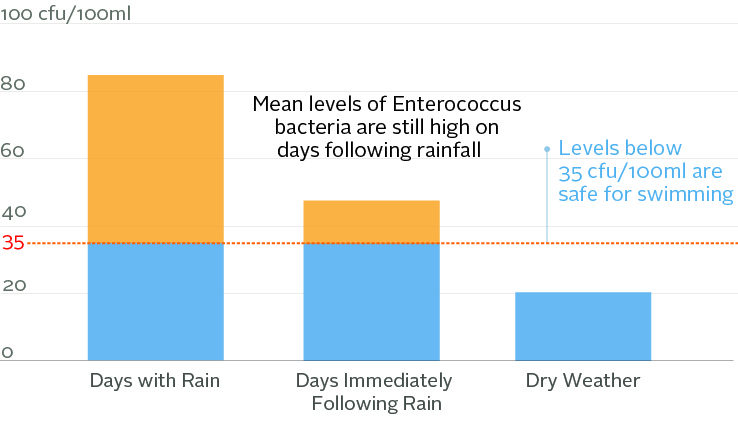 100 cfu/100ml
80
60
40
35
20
0
Mean levels of Enterococcus
bacteria are still high on
days following rainfall
Levels below
35 cfu/100ml are
safe for swimming
Days with Rain
Days Immediately
Following Rain
Dry Weather